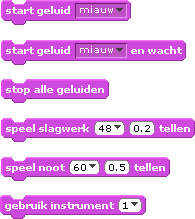 start geluid miauw
start geluid miauw en wacht
stop alle geluiden
speel slagwerk 48 0.2 tellen
speel noot 60 0.5 tellen
gebruik instrument 1